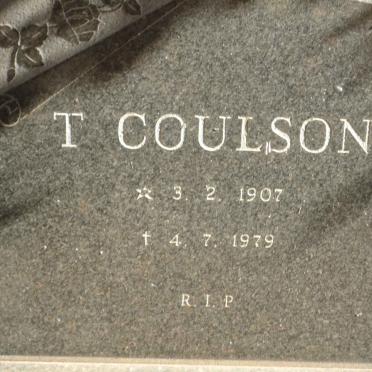 T COULSON
☆ 3. 2. 1907
† 4. 7. 1979
R. I. P